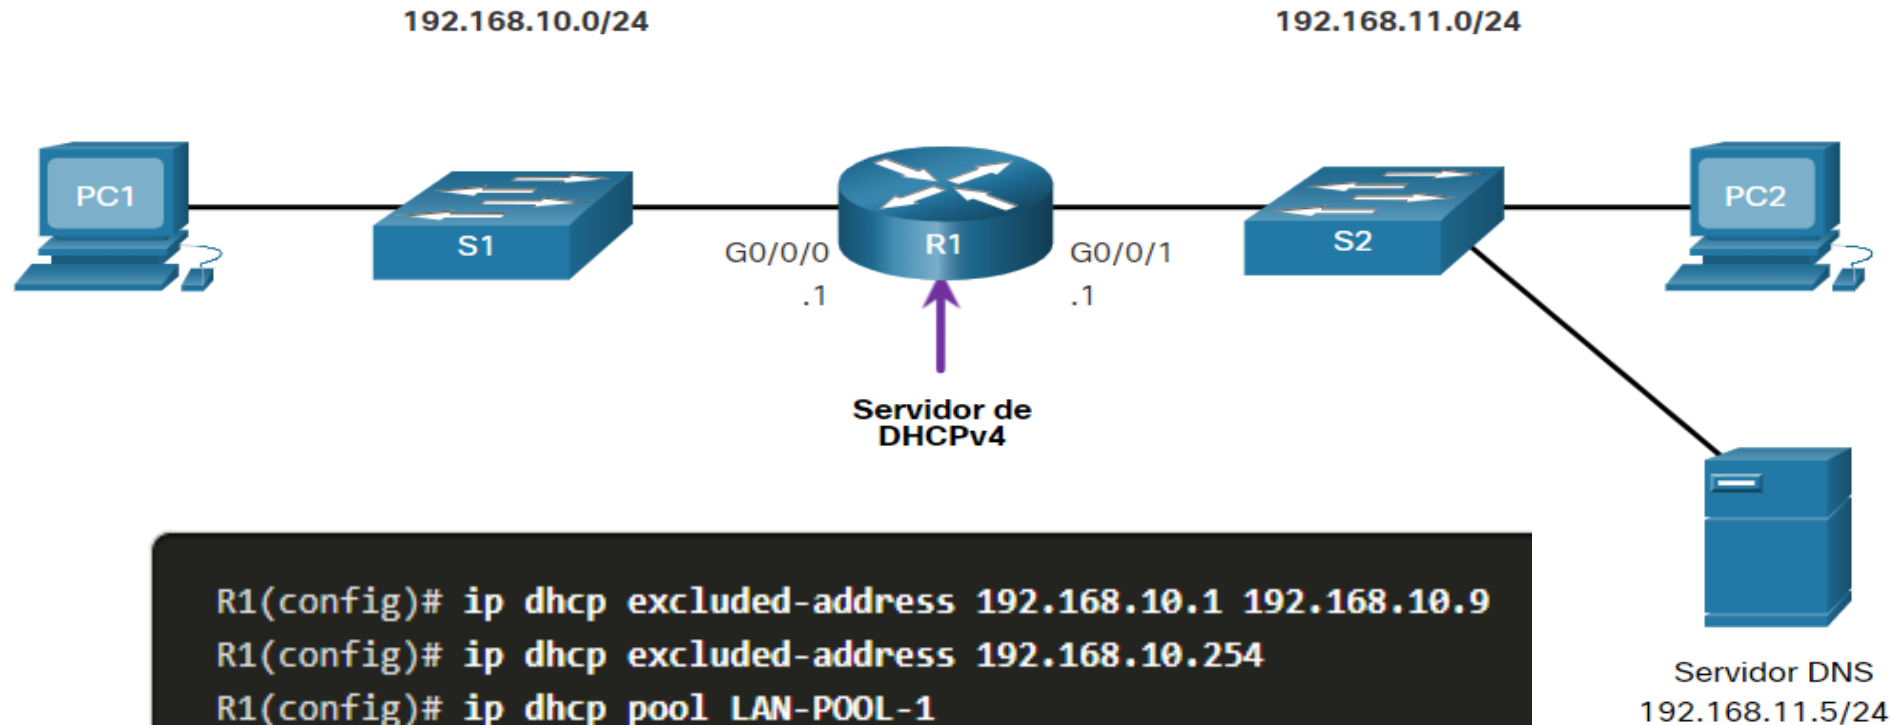 192.168.10.0/24
192.168.11.0/24
PC1
S1
G0/0/0
.1
R1
G0/0/1
.1
S2
PC2
Servidor de
DHCPv4
R1(config)# ip dhcp excluded-address 192.168.10.1 192.168.10.9
R1(config)# ip dhcp excluded-address 192.168.10.254
R1(config)# ip dhcp pool LAN-POOL-1
Servidor DNS
192.168.11.5/24